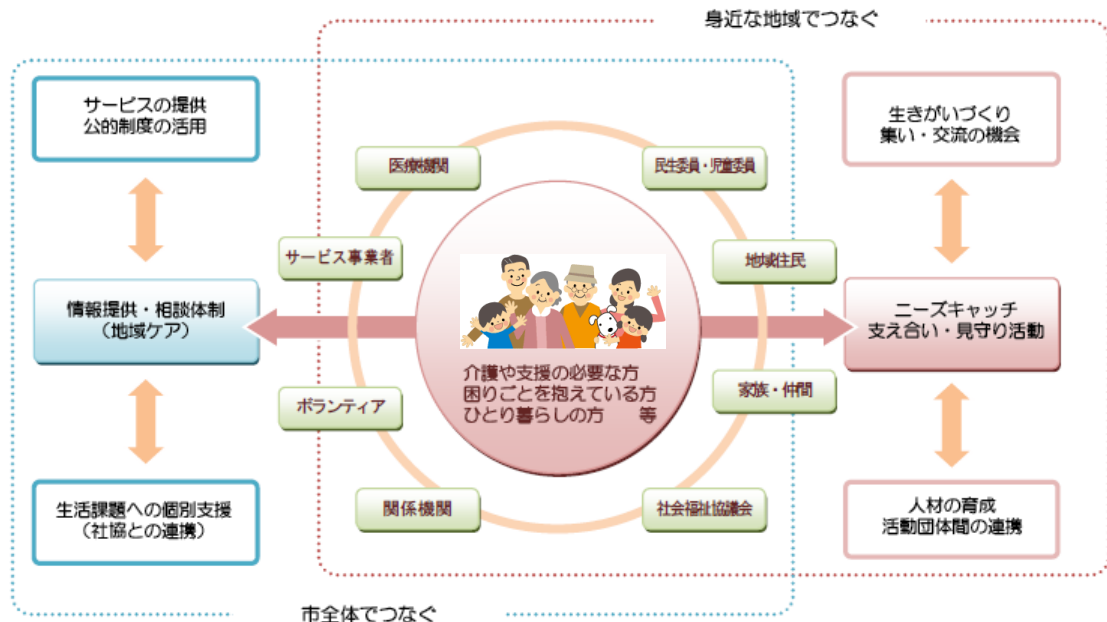 身近な地域でつなぐ
サービスの提供
公的制度の活用
生きがいづくり
集い・交流の機会
医療機関
民生委員・児童委員
サービス事業者
地域住民
情報提供・相談体制
（地域ケア）
ニーズキャッチ
支え合い・見守り活動
介護や支援の必要な方
困りごとを抱えている方
ひとり暮らしの方　等
ボランティア
家族・仲間
関係機関
社会福祉協議会
生活課題への個別支援
（社協との連携）
人材の育成
活動団体間の連携
市全体でつなぐ